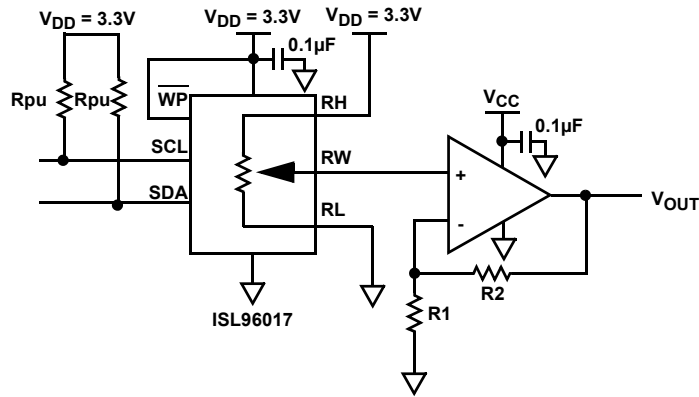 VDD = 3.3V
VDD = 3.3V
VDD = 3.3V
0.1µF
Rpu
Rpu
WP
RH
VCC
0.1µF
SCL
RW
+
SDA
RL
-
VOUT
R2
R1
ISL96017